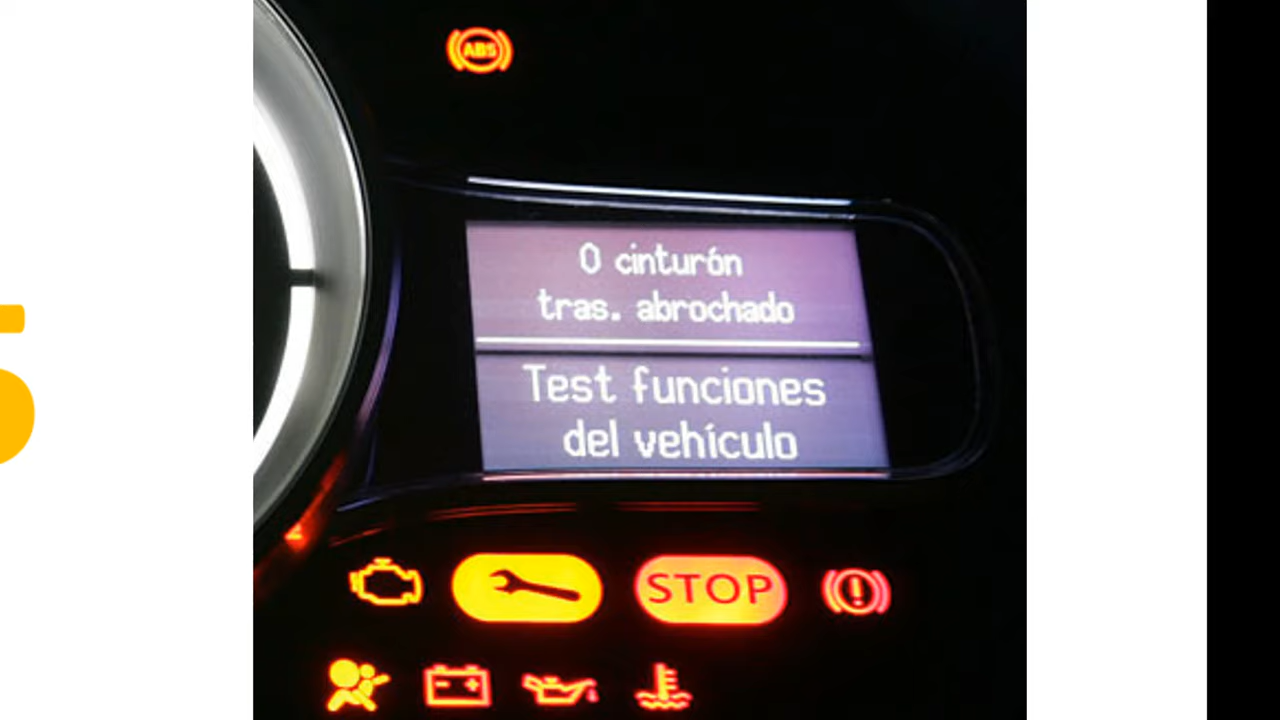 ABS
0 cinturón
tras. abrochado
Test funciones
del vehículo
STOP